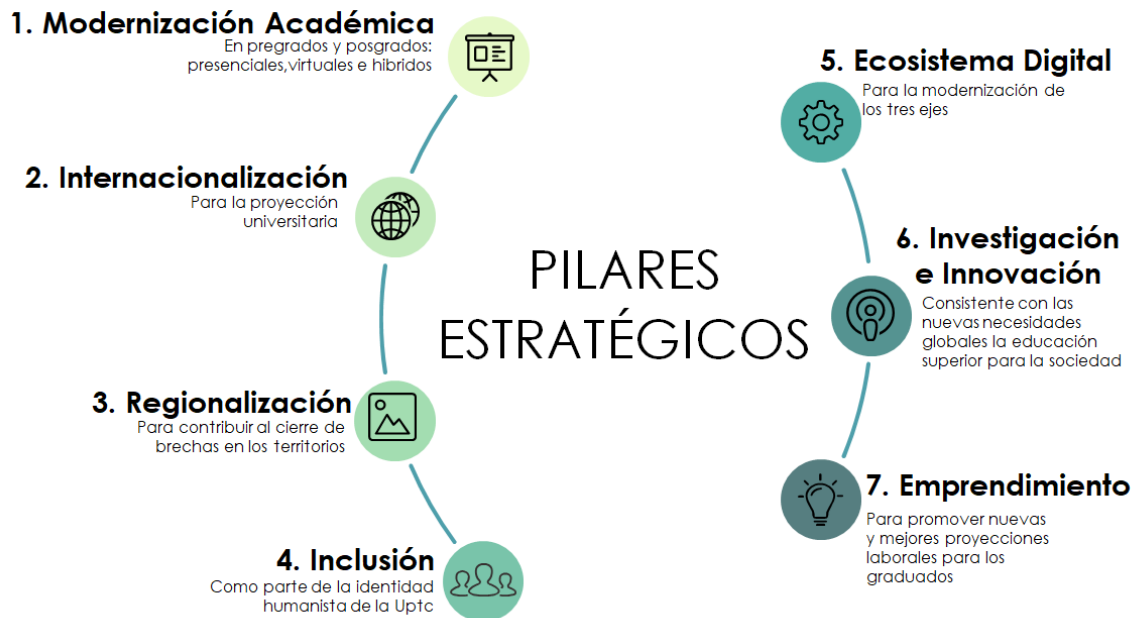 1. Modernización Académica
En pregrados y posgrados:
presenciales,virtuales e hibridos
2. Internacionalización
Para la proyección
universitaria
3. Regionalización
Para contribuir al cierre de
brechas en los territorios
4. Inclusión
Como parte de la identidad
humanista de la Uptc
PILARES
ESTRATÉGICOS
5. Ecosistema Digital
Para la modernización de
los tres ejes
6. Investigación
e Innovación
Consistente con las
nuevas necesidades
globales la educación
superior para la sociedad
7. Emprendimiento
Para promover nuevas
y mejores proyecciones
laborales para los
graduados